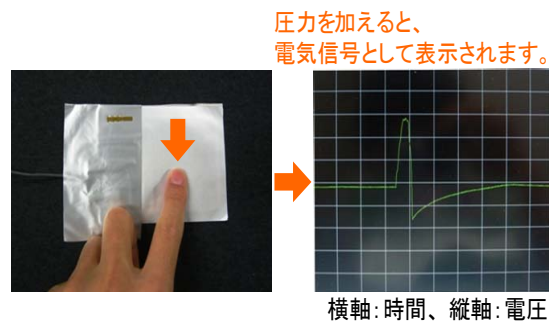 圧力を加えると、
電気信号として表示されます。
横軸：時間、縦軸：電圧